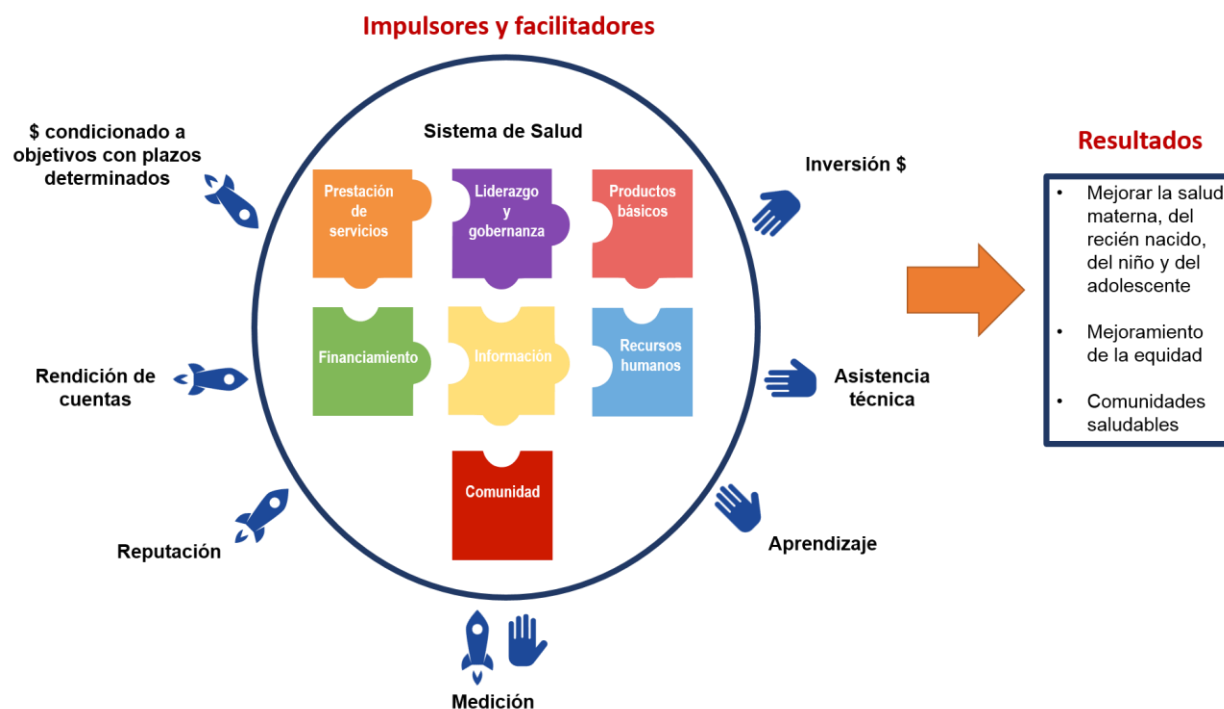 Impulsores y facilitadores
$ condicionado a
objetivos con plazos
determinados
Rendición de
cuentas
Reputación
Medición
Sistema de Salud
Prestación
de
servicios
Liderazgo
y
gobernanza
Productos
básicos
Financiamiento
Información
Recursos
humanos
Comunidad
Inversión $
Asistencia
técnica
Aprendizaje
Resultados
• Mejorar la salud
materna, del
recién nacido,
del niño y del
adolescente
• Mejoramiento
de la equidad
• Comunidades
saludables